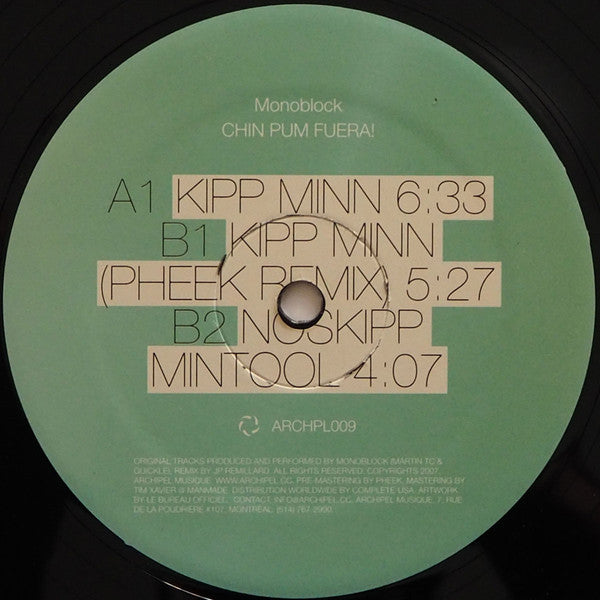 Monoblock
CHIN PUM FUERA!
A1 KIPP MINN 6:33
B1 KIPP MINN
(PHEEK REMIX) 5:27
B2 NOSKIPP
MINTOOL 4:07
ARCHPL009
ORIGINAL TRACKS PRODUCED AND PERFORMED BY MONOBLOCK (MARTIN TC &
QUICKLE). REMIX BY JP REMILLARD. ALL RIGHTS RESERVED. COPYRIGHTS 2007.
ARCHIPEL MUSIQUE. WWW.ARCHIPEL.CC. PRE-MASTERING BY PHEEK. MASTERING BY
TIM XAVIER @ MANMADE. DISTRIBUTION WORLDWIDE BY COMPLETE USA. ARTWORK
BY LE BUREAU OFFICIEL. CONTACT: INFO@ARCHIPEL.CC. ARCHIPEL MUSIQUE. 7, RUE
DE LA POUDRIERE #107, MONTREAL. (514) 767-2990.